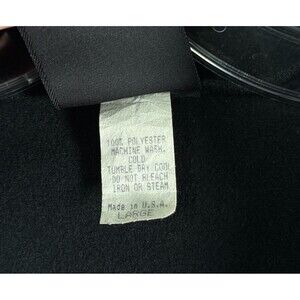 100% POLYESTER
MACHINE WASH,
COLD
TUMBLE DRY COOL
DO NOT BLEACH
IRON OR STEAM
Made in U.S.A.
LARGE